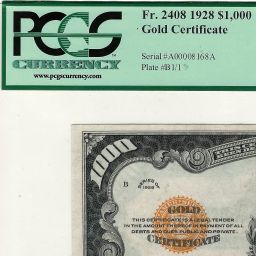 PCGS
CURRENCY
www.pcgscurrency.com
Fr. 2408 1928 $1,000
Gold Certificate
Serial #A00008168A
Plate #B1/1
1000
B
SERIES OF
1928
GOLD
THIS CERTIFICATE IS A LEGAL TENDER
IN THE AMOUNT THEREOF IN PAYMENT OF ALL
DEBTS AND DUES PUBLIC AND PRIVATE.
CERTIFICATE